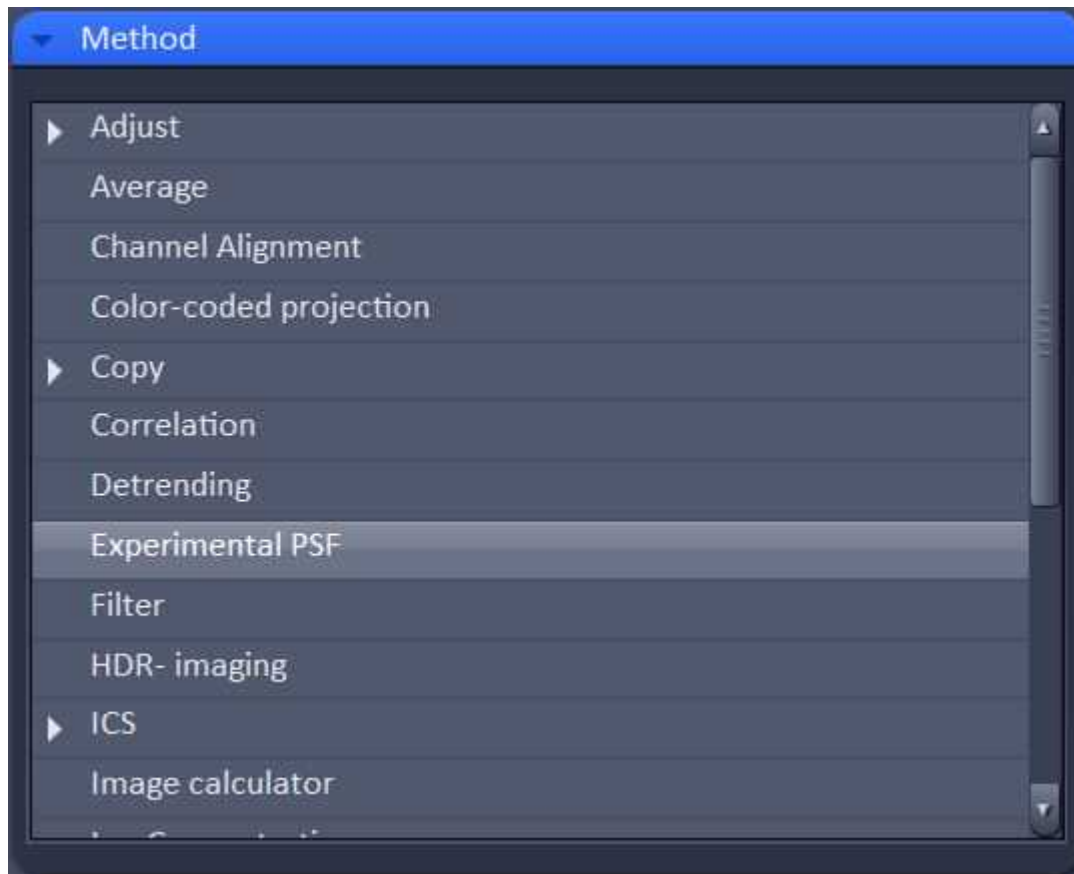 Method
Adjust
Average
Channel Alignment
Color-coded projection
Copy
Correlation
Detrending
Experimental PSF
Filter
HDR- imaging
ICS
Image calculator